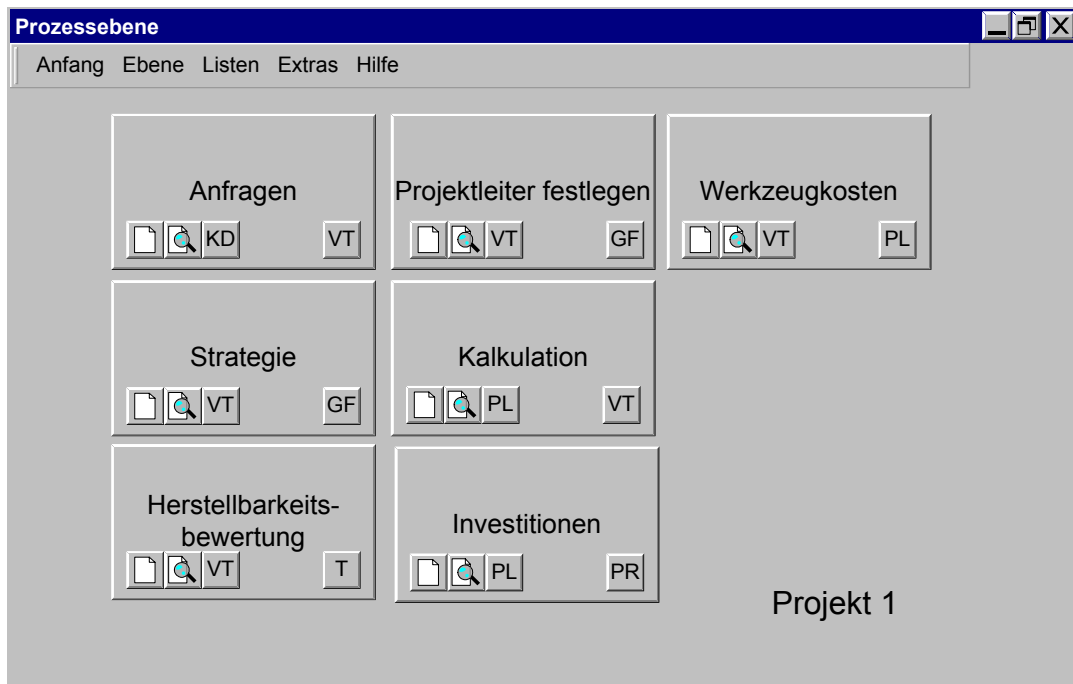 Prozessebene
Anfang Ebene Listen Extras Hilfe
Anfragen
KD VT
Projektleiter festlegen
VT GF
Werkzeugkosten
VT PL
Strategie
VT GF
Kalkulation
PL VT
Herstellbarkeits-
bewertung
VT T
Investitionen
PL PR
Projekt 1